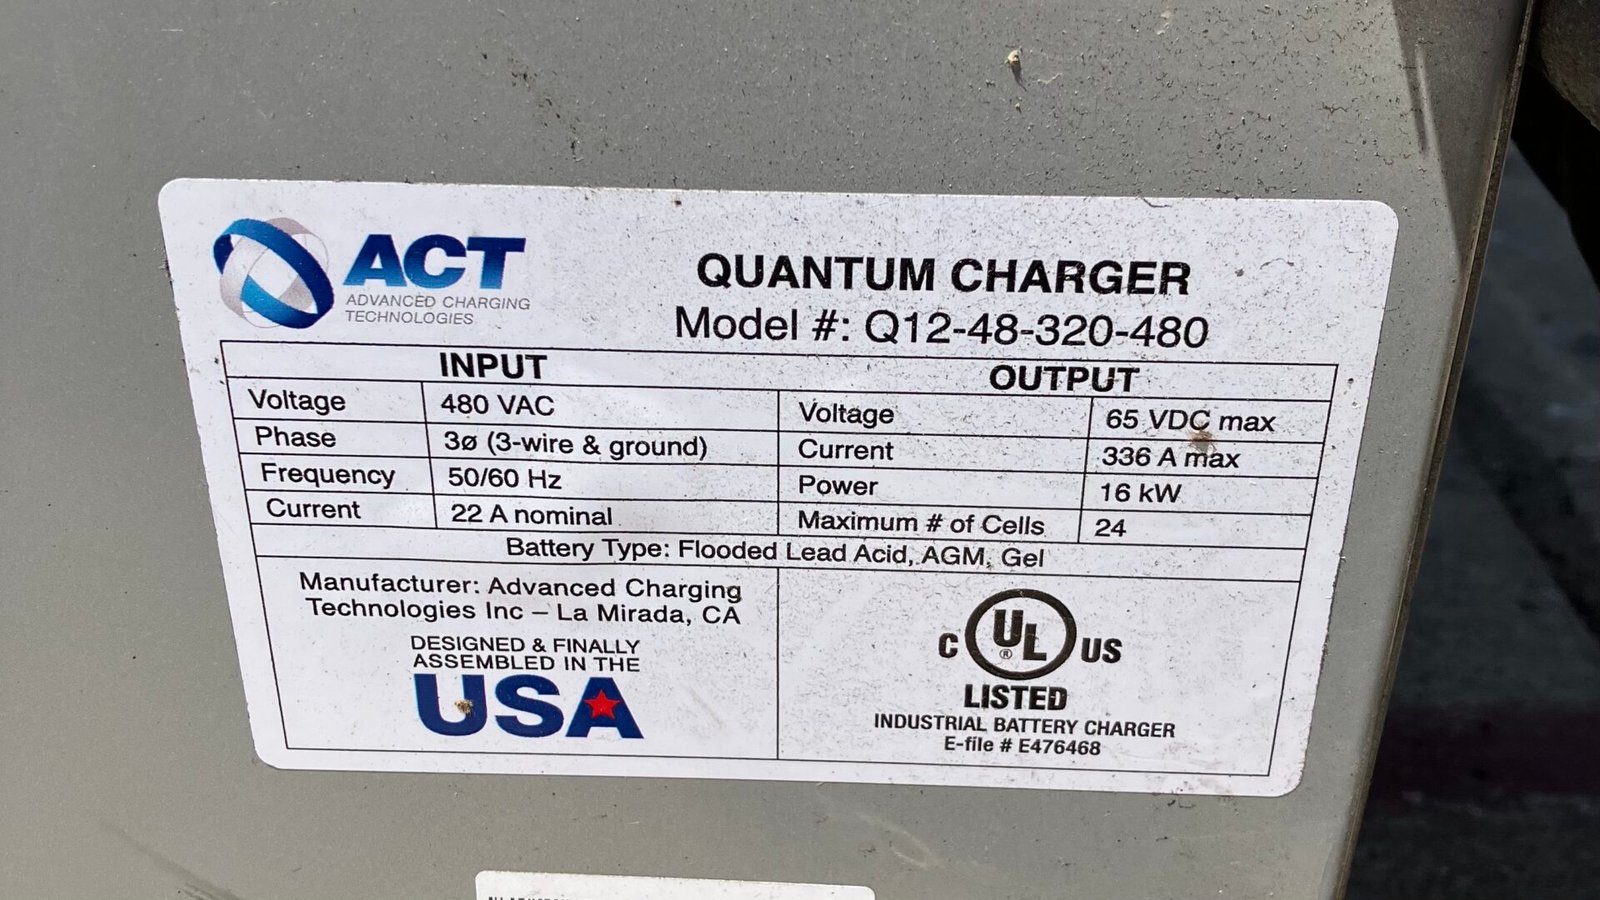 ACT
ADVANCED CHARGING
TECHNOLOGIES
QUANTUM CHARGER
Model #: Q12-48-320-480
INPUT
OUTPUT
Voltage 480 VAC Voltage 65 VDC max
Phase 3ø (3-wire & ground) Current 336 A max
Frequency 50/60 Hz Power 16 kW
Current 22 A nominal Maximum # of Cells 24
Battery Type: Flooded Lead Acid, AGM, Gel
Manufacturer: Advanced Charging
Technologies Inc – La Mirada, CA
DESIGNED & FINALLY
ASSEMBLED IN THE
USA
C UL ® US
LISTED
INDUSTRIAL BATTERY CHARGER
E-file # E476468